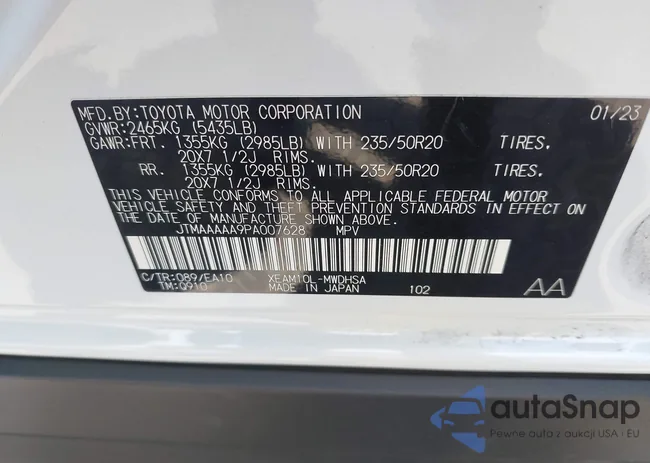 MFD.BY:TOYOTA MOTOR CORPORATION 01/23
GVWR:2465KG (5435LB)
GAWR:FRT. 1355KG (2985LB) WITH 235/50R20 TIRES.
20X7 1/2J RIMS.
RR. 1355KG (2985LB) WITH 235/50R20 TIRES.
20X7 1/2J RIMS.
THIS VEHICLE CONFORMS TO ALL APPLICABLE FEDERAL MOTOR
VEHICLE SAFETY AND THEFT PREVENTION STANDARDS IN EFFECT ON
THE DATE OF MANUFACTURE SHOWN ABOVE.
JTMAAAAA9PA007628 MPV
C/TR:089/EA10 XEAM10L-MWDHSA
TM:Q910 MADE IN JAPAN 102 AA
autoSnap
Pewne auta z aukcji USA i EU